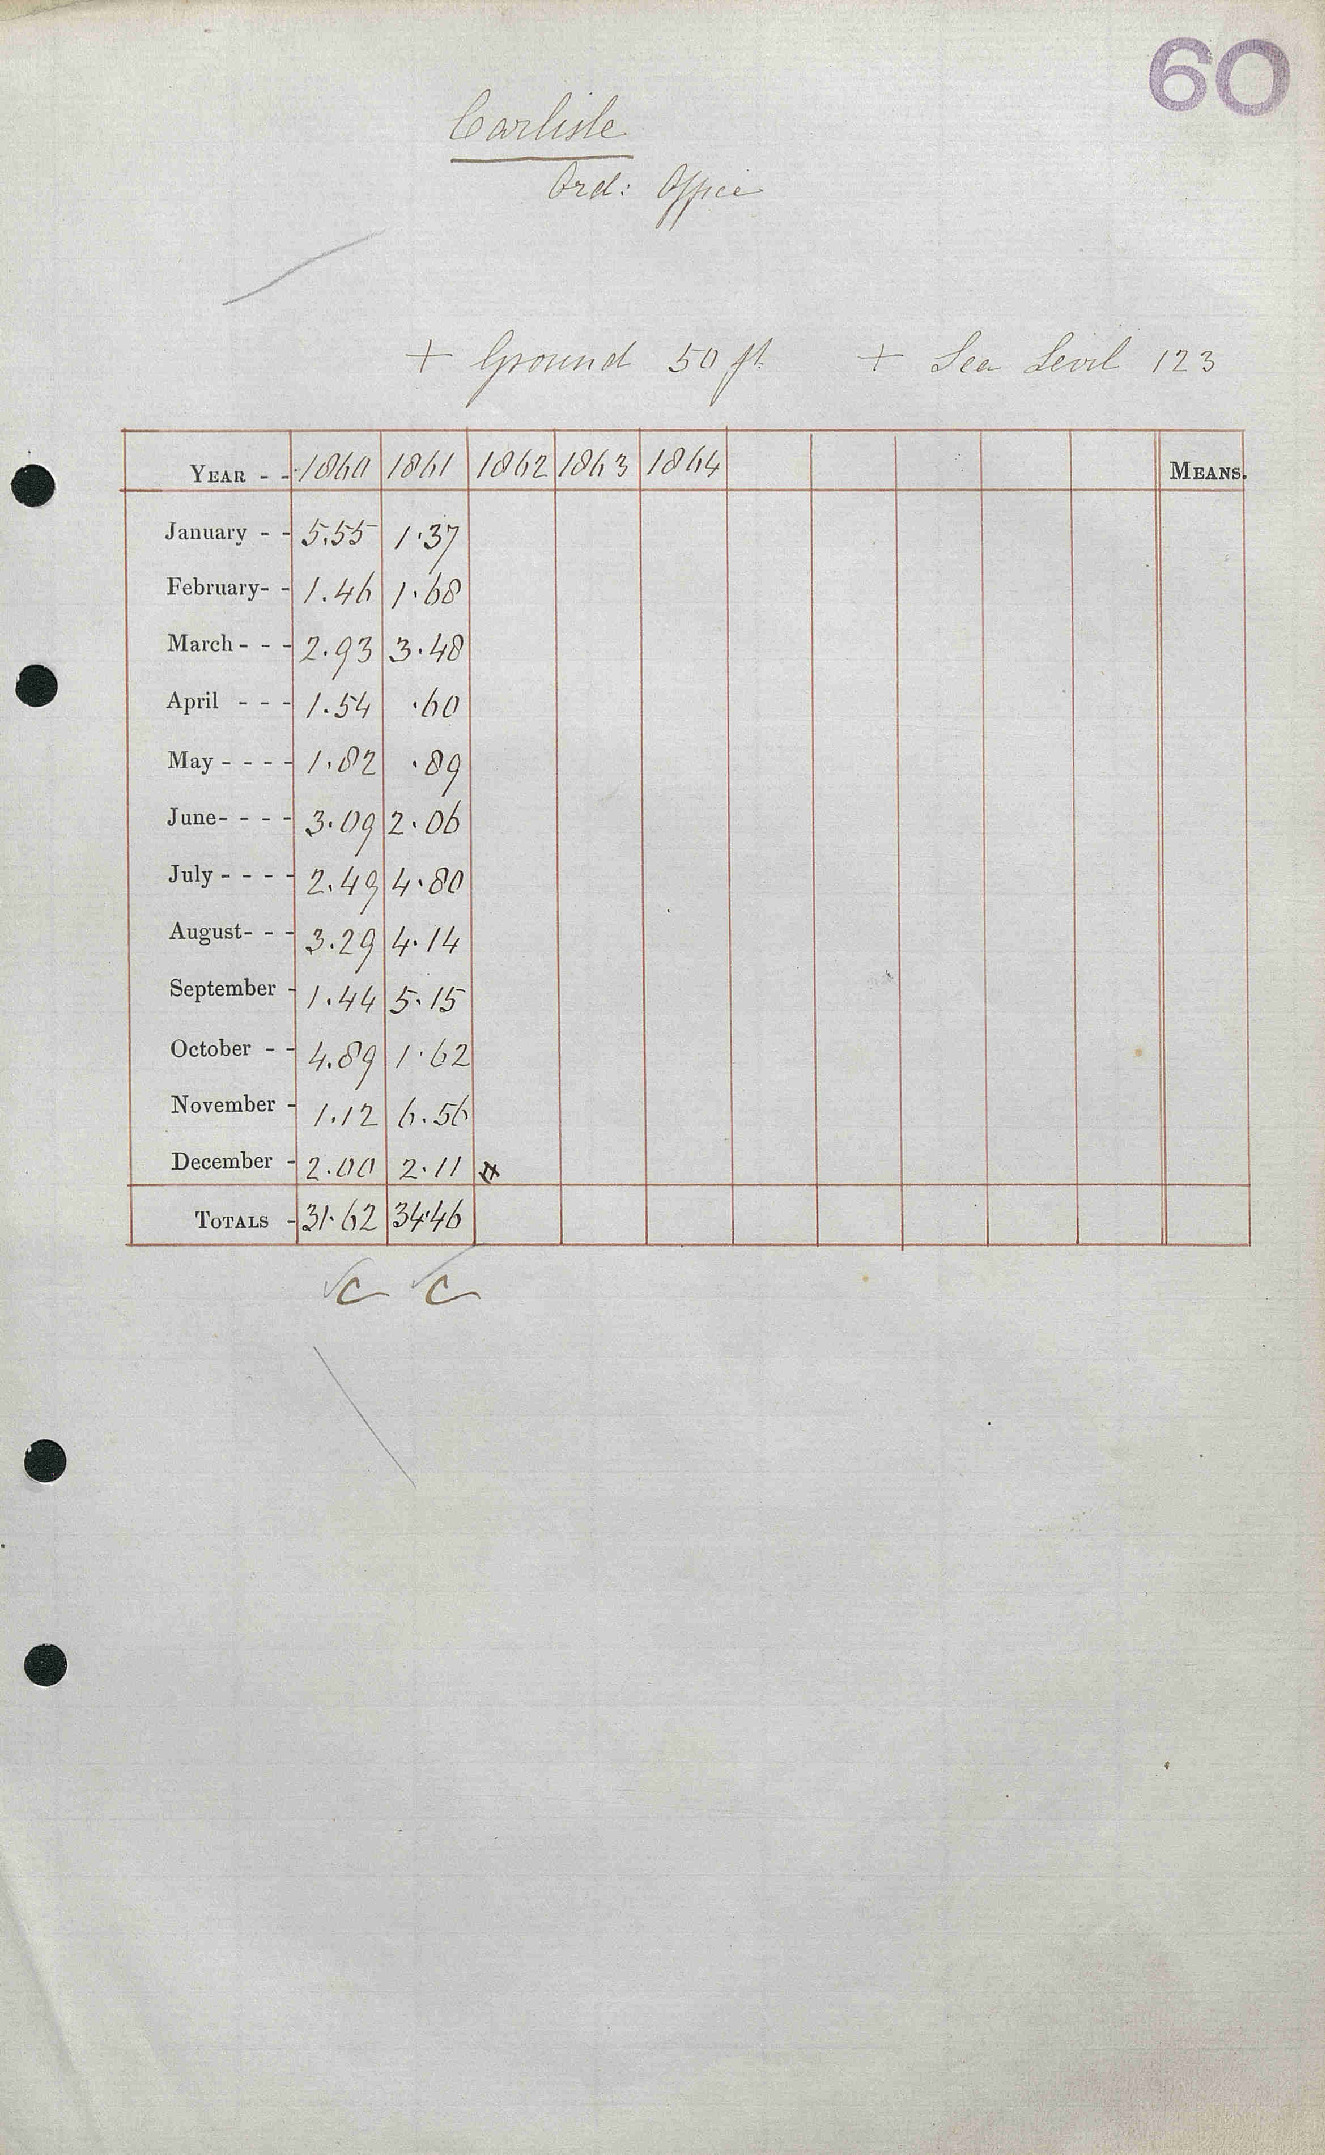 60
Carlisle
Ord: Office
+ Ground 50 ft + Sea Level 123
YEAR - - 1860 1861 1862 1863 1864 MEANS.
January - - 5.55 1.37
February- - 1.46 1.68
March - - - 2.93 3.48
April - - - 1.54 .60
May - - - - 1.82 .89
June- - - - 3.09 2.06
July - - - - 2.49 4.80
August- - - 3.29 4.14
September - 1.44 5.15
October - - 4.89 1.62
November - 1.12 6.56
December - 2.00 2.11
TOTALS - 31.62 34.46
C C